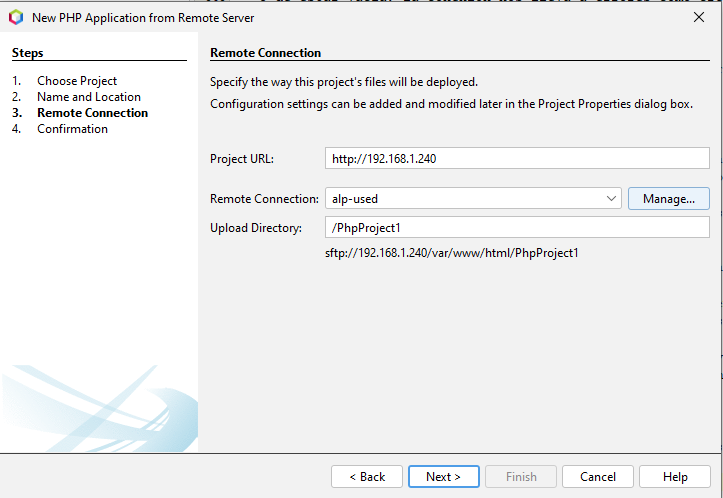 New PHP Application from Remote Server
Steps
1. Choose Project
2. Name and Location
3. Remote Connection
4. Confirmation
Remote Connection
Specify the way this project's files will be deployed.
Configuration settings can be added and modified later in the Project Properties dialog box.
Project URL: http://192.168.1.240
Remote Connection: alp-used Manage...
Upload Directory: /PhpProject1
sftp://192.168.1.240/var/www/html/PhpProject1
< Back Next > Finish Cancel Help